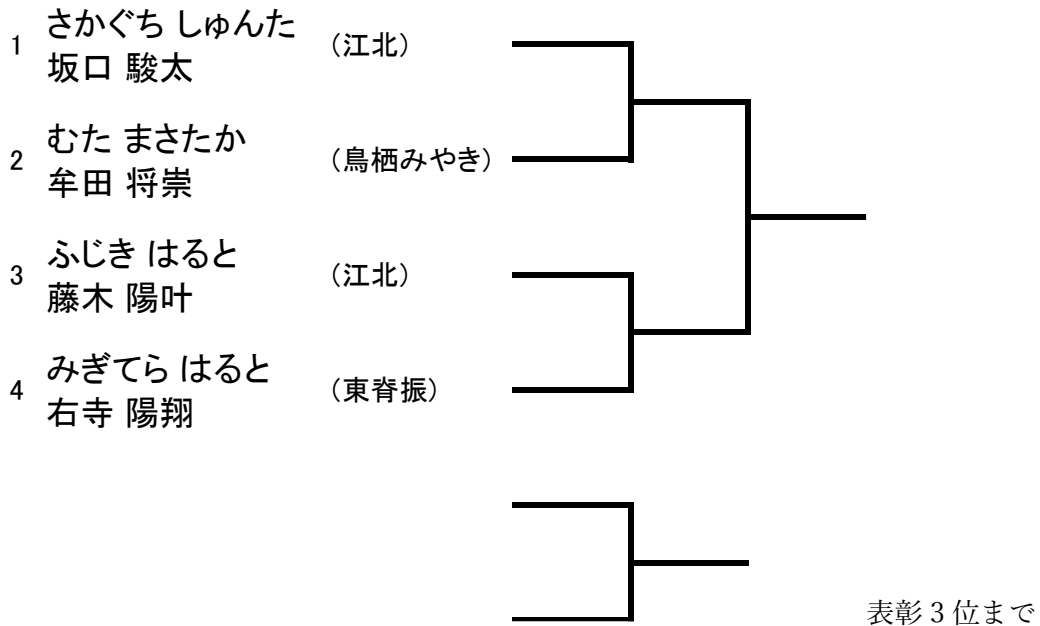 1 さかぐち しゅんた
坂口 駿太 (江北)
2 むた まさたか
牟田 将崇 (鳥栖みやき)
3 ふじき はると
藤木 陽叶 (江北)
4 みぎてら はると
右寺 陽翔 (東脊振)
表彰3位まで